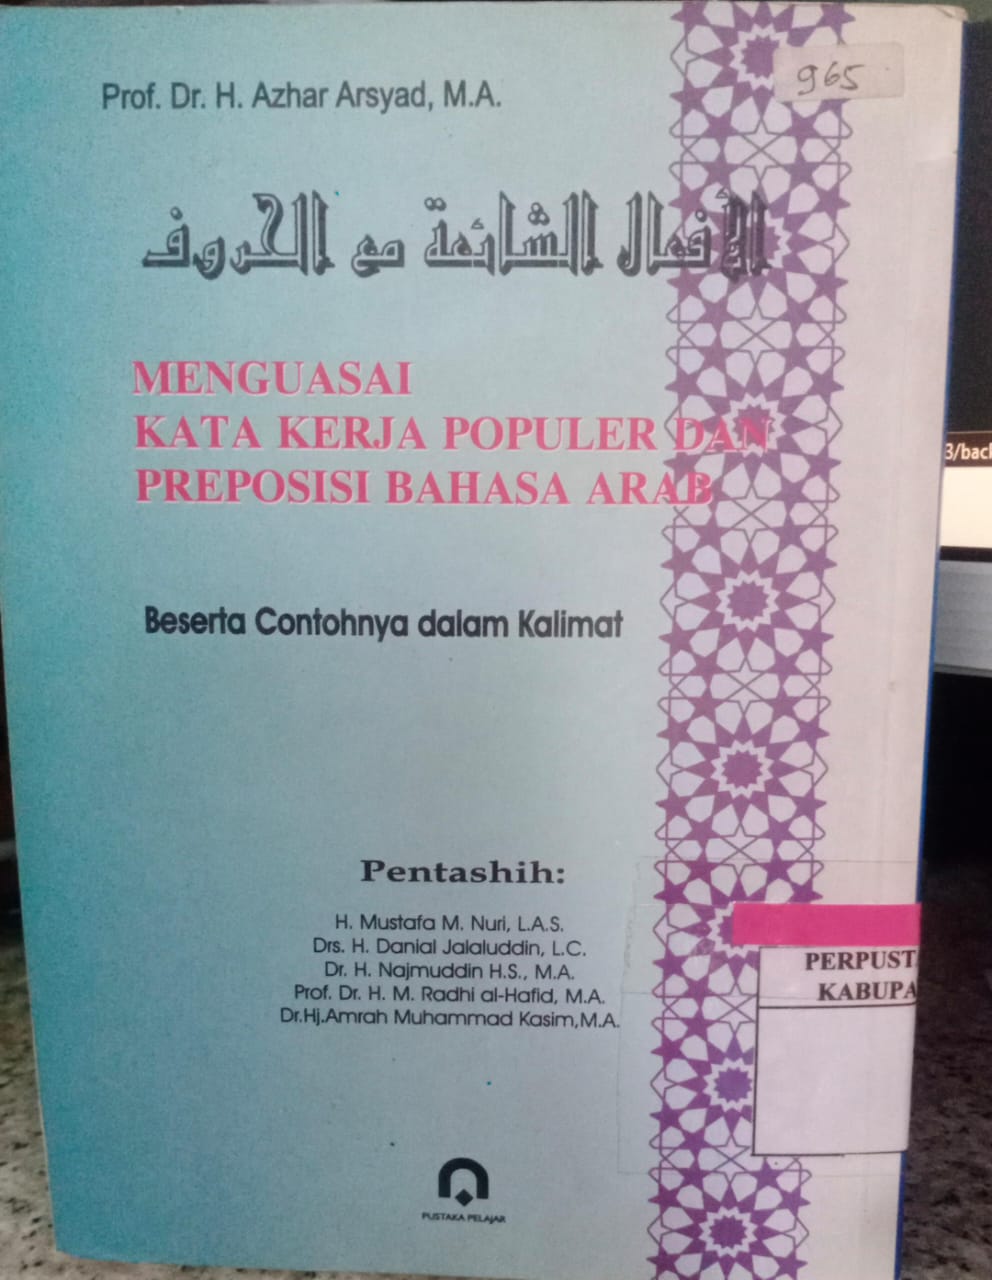 965
Prof. Dr. H. Azhar Arsyad, M.A.
الأفعال الشائعة مع الحروف
MENGUASAI
KATA KERJA POPULER DAN
PREPOSISI BAHASA ARAB
3/back
Beserta Contohnya dalam Kalimat
Pentashih:
H. Mustafa M. Nuri, L.A.S.
Drs. H. Danial Jalaluddin, L.C.
Dr. H. Najmuddin H.S., M.A.
Prof. Dr. H. M. Radhi al-Hafid, M.A.
Dr.Hj.Amrah Muhammad Kasim,M.A.
PERPUSTA
KABUPA
PUSTAKA PELAJAR